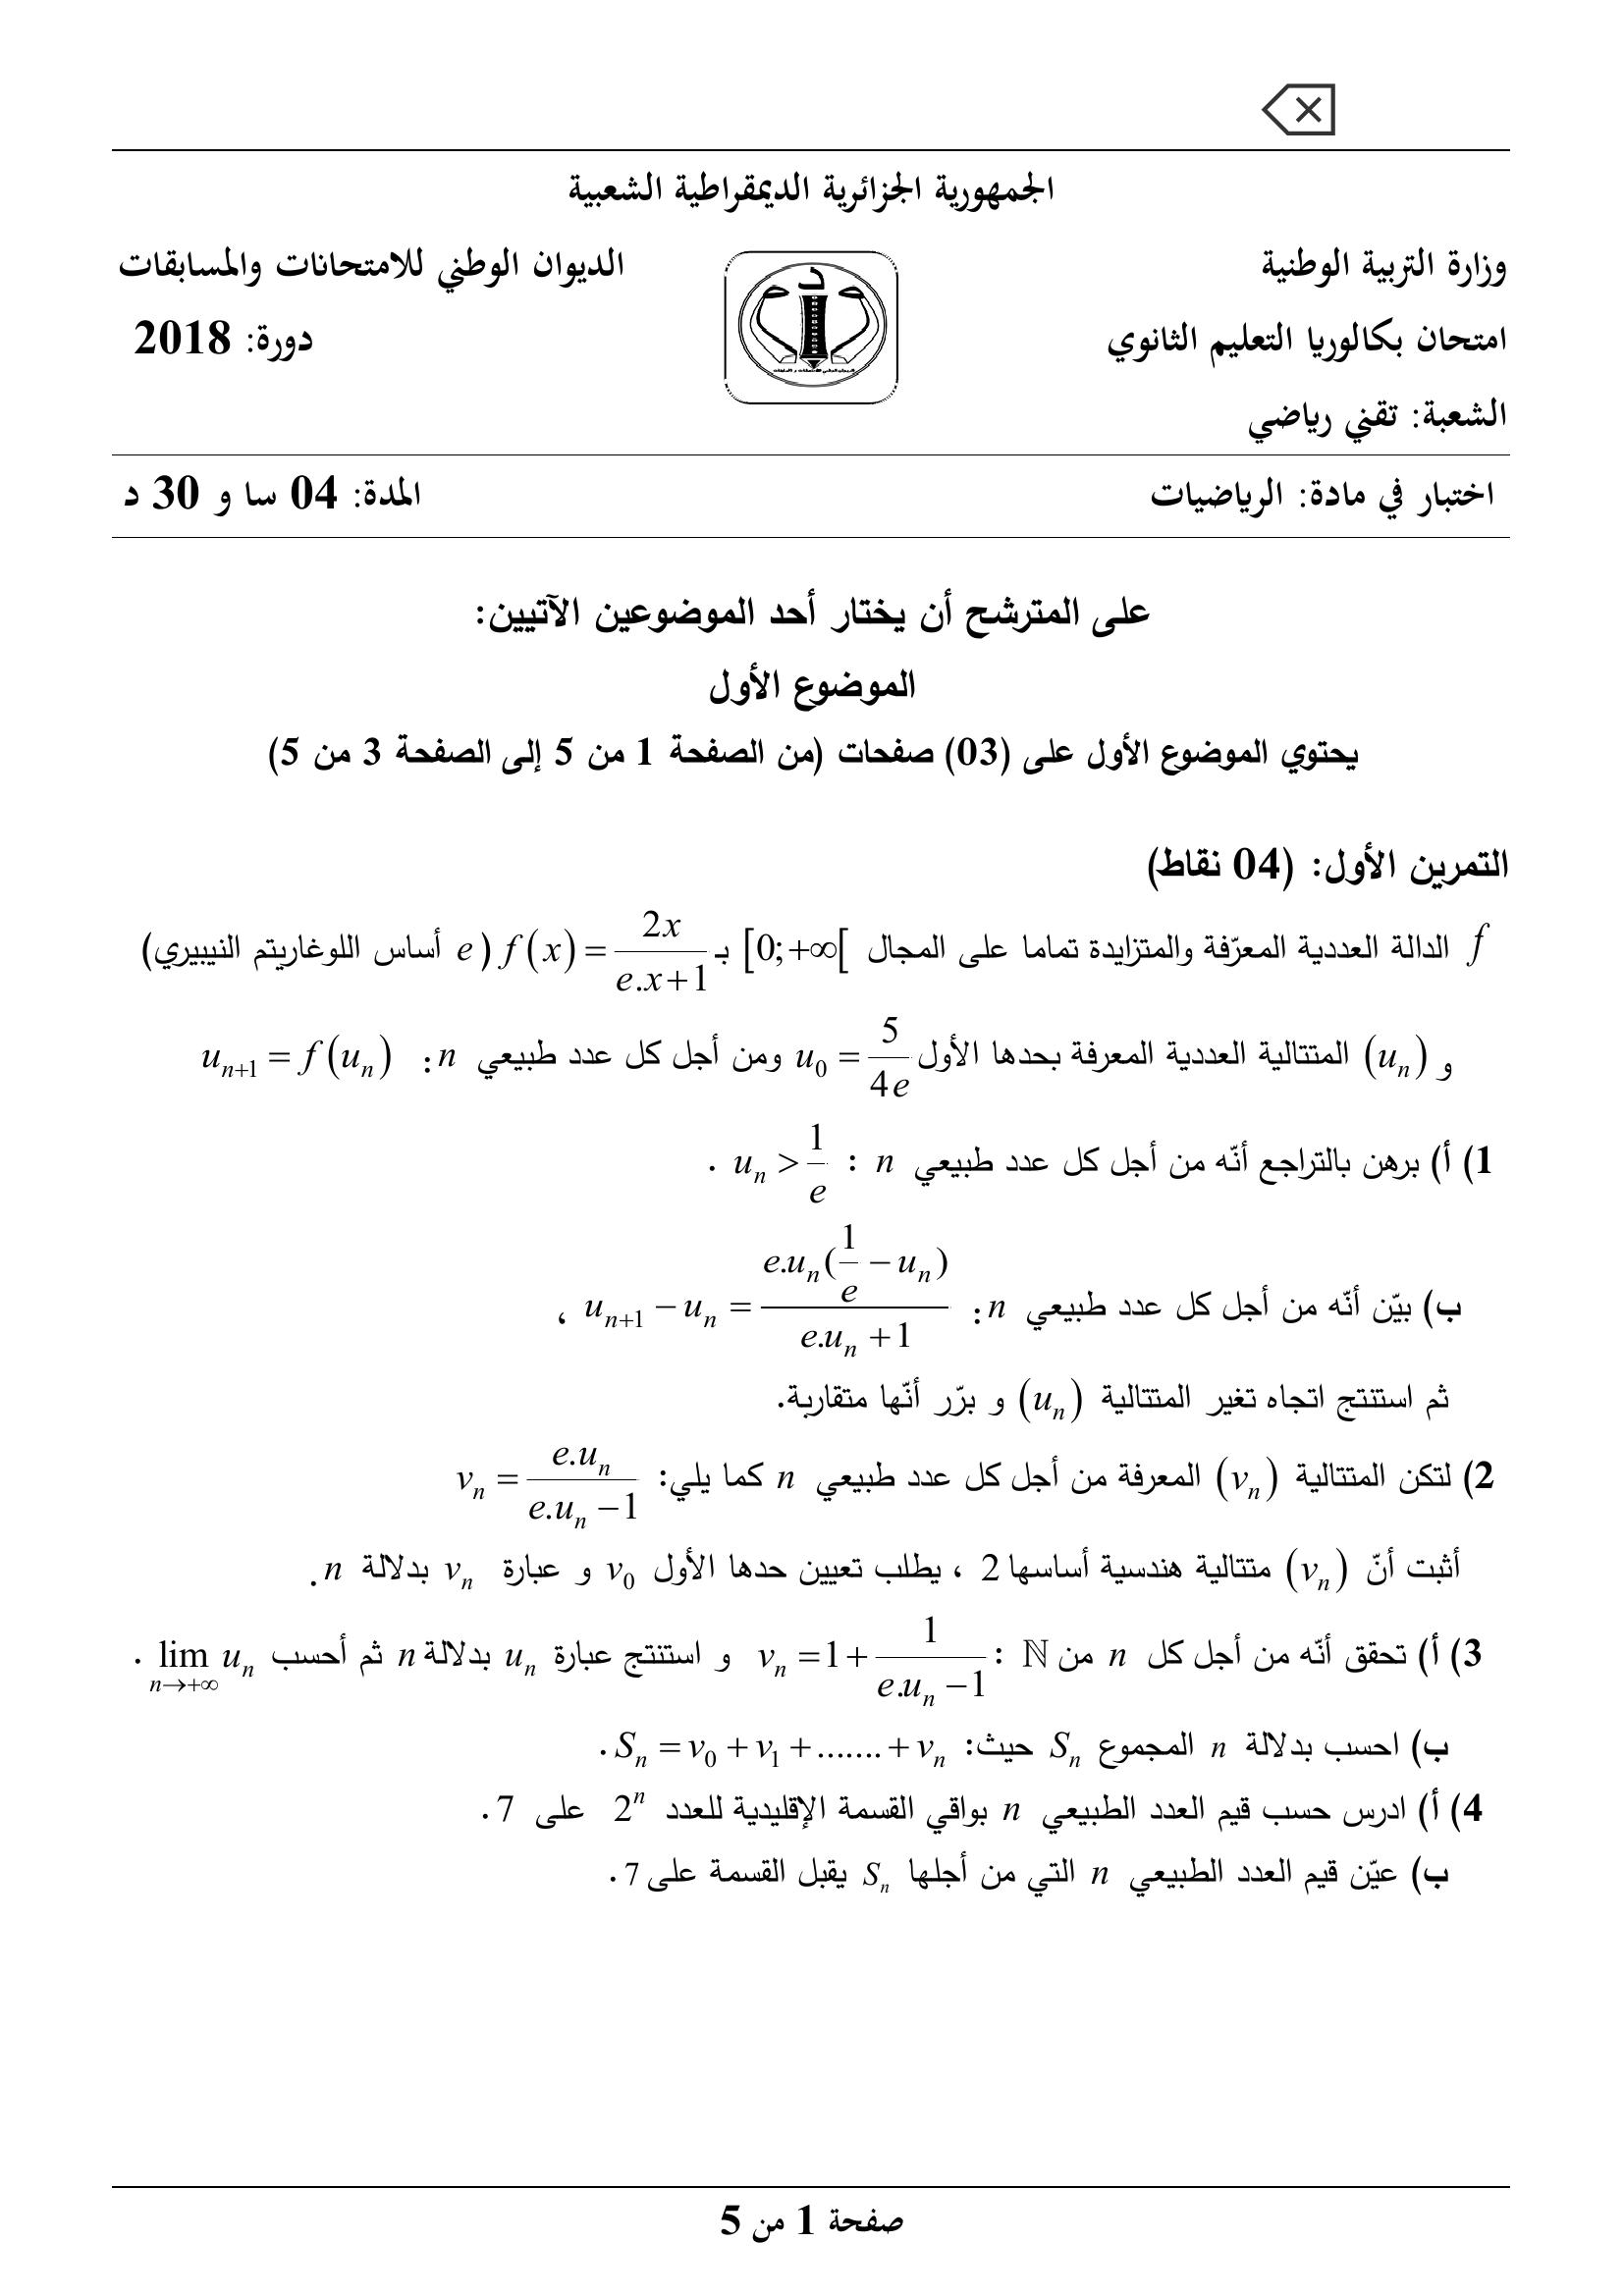 الجمهورية الجزائرية الديمقراطية الشعبية
وزارة التربية الوطنية
الديوان الوطني للامتحانات والمسابقات
امتحان بكالوريا التعليم الثانوي
دورة: 2018
الشعبة: تقني رياضي
اختبار في مادة: الرياضيات
المدة: 04 سا و 30 د
على المترشح أن يختار أحد الموضوعين الآتيين:
الموضوع الأول
يحتوي الموضوع الأول على (03) صفحات (من الصفحة 1 من 5 إلى الصفحة 3 من 5)
التمرين الأول: (04 نقاط)
f الدالة العددية المعرّفة والمتزايدة تماما على المجال [0;+∞[ بـ f(x) = 2x/(e.x+1) (e أساس اللوغاريتم النيبيري)
و (u_n) المتتالية العددية المعرفة بحدها الأول u_0 = 5/(4e) ومن أجل كل عدد طبيعي n : u_{n+1} = f(u_n)
1) أ) برهن بالتراجع أنّه من أجل كل عدد طبيعي n : u_n > 1/e .
ب) بيّن أنّه من أجل كل عدد طبيعي n : u_{n+1} − u_n = e.u_n(1/e − u_n)/(e.u_n + 1) ،
ثم استنتج اتجاه تغير المتتالية (u_n) و برّر أنّها متقاربة.
2) لتكن المتتالية (v_n) المعرفة من أجل كل عدد طبيعي n كما يلي: v_n = e.u_n/(e.u_n − 1)
أثبت أنّ (v_n) متتالية هندسية أساسها 2 ، يطلب تعيين حدها الأول v_0 و عبارة v_n بدلالة n .
3) أ) تحقق أنّه من أجل كل n من ℕ : v_n = 1 + 1/(e.u_n − 1) و استنتج عبارة u_n بدلالة n ثم أحسب lim_{n→+∞} u_n .
ب) احسب بدلالة n المجموع S_n حيث: S_n = v_0 + v_1 + ....... + v_n .
4) أ) ادرس حسب قيم العدد الطبيعي n بواقي القسمة الإقليدية للعدد 2^n على 7 .
ب) عيّن قيم العدد الطبيعي n التي من أجلها S_n يقبل القسمة على 7 .
صفحة 1 من 5